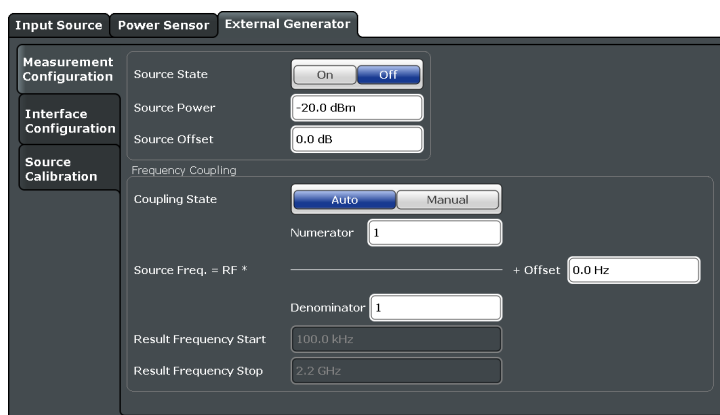 Input Source Power Sensor External Generator
Measurement Configuration
Interface Configuration
Source Calibration
Source State On Off
Source Power -20.0 dBm
Source Offset 0.0 dB
Frequency Coupling
Coupling State Auto Manual
Numerator 1
Source Freq. = RF * + Offset 0.0 Hz
Denominator 1
Result Frequency Start 100.0 kHz
Result Frequency Stop 2.2 GHz